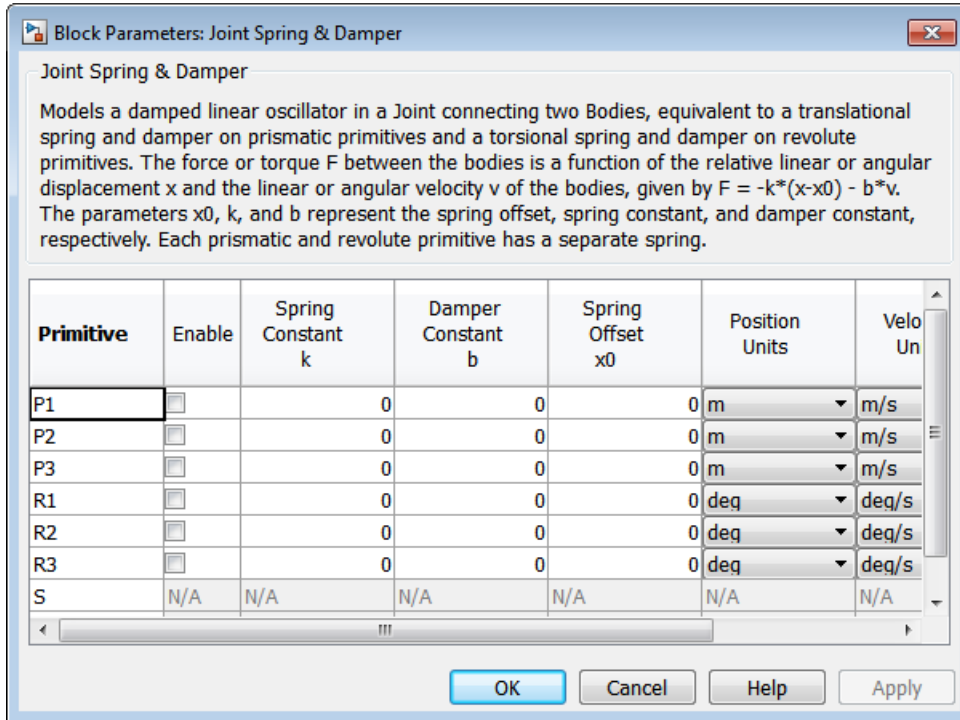 Block Parameters: Joint Spring & Damper
Joint Spring & Damper
Models a damped linear oscillator in a Joint connecting two Bodies, equivalent to a translational
spring and damper on prismatic primitives and a torsional spring and damper on revolute
primitives. The force or torque F between the bodies is a function of the relative linear or angular
displacement x and the linear or angular velocity v of the bodies, given by F = -k*(x-x0) - b*v.
The parameters x0, k, and b represent the spring offset, spring constant, and damper constant,
respectively. Each prismatic and revolute primitive has a separate spring.
Primitive Enable Spring Constant k Damper Constant b Spring Offset x0 Position Units Velo Un
P1 0 0 0 m m/s
P2 0 0 0 m m/s
P3 0 0 0 m m/s
R1 0 0 0 deg deg/s
R2 0 0 0 deg deg/s
R3 0 0 0 deg deg/s
S N/A N/A N/A N/A N/A N/A
OK Cancel Help Apply